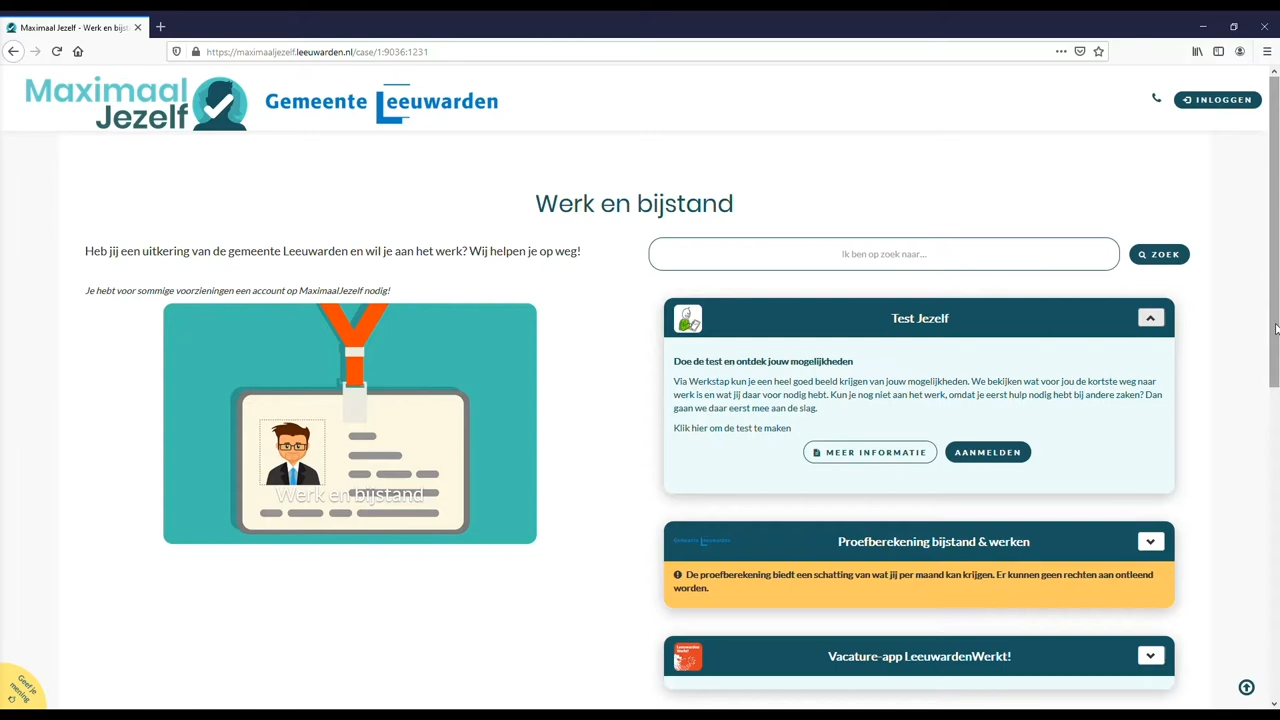 Maximaal Jezelf - Werk en bijst
https://maximaaljezelf.leeuwarden.nl/case/1:9036:1231
Maximaal
Jezelf
Gemeente Leeuwarden
INLOGGEN
Werk en bijstand
Heb jij een uitkering van de gemeente Leeuwarden en wil je aan het werk? Wij helpen je op weg!
Je hebt voor sommige voorzieningen een account op MaximaalJezelf nodig!
Werk en bijstand
Ik ben op zoek naar...
ZOEK
Test Jezelf
Doe de test en ontdek jouw mogelijkheden
Via Werkstap kun je een heel goed beeld krijgen van jouw mogelijkheden. We bekijken wat voor jou de kortste weg naar
werk is en wat jij daar voor nodig hebt. Kun je nog niet aan het werk, omdat je eerst hulp nodig hebt bij andere zaken? Dan
gaan we daar eerst mee aan de slag.
Klik hier om de test te maken
MEER INFORMATIE
AANMELDEN
Gemeente Leeuwarden
Proefberekening bijstand & werken
De proefberekening biedt een schatting van wat jij per maand kan krijgen. Er kunnen geen rechten aan ontleend
worden.
Leeuwarden
Werkt!
Vacature-app LeeuwardenWerkt!
Geef je
mening